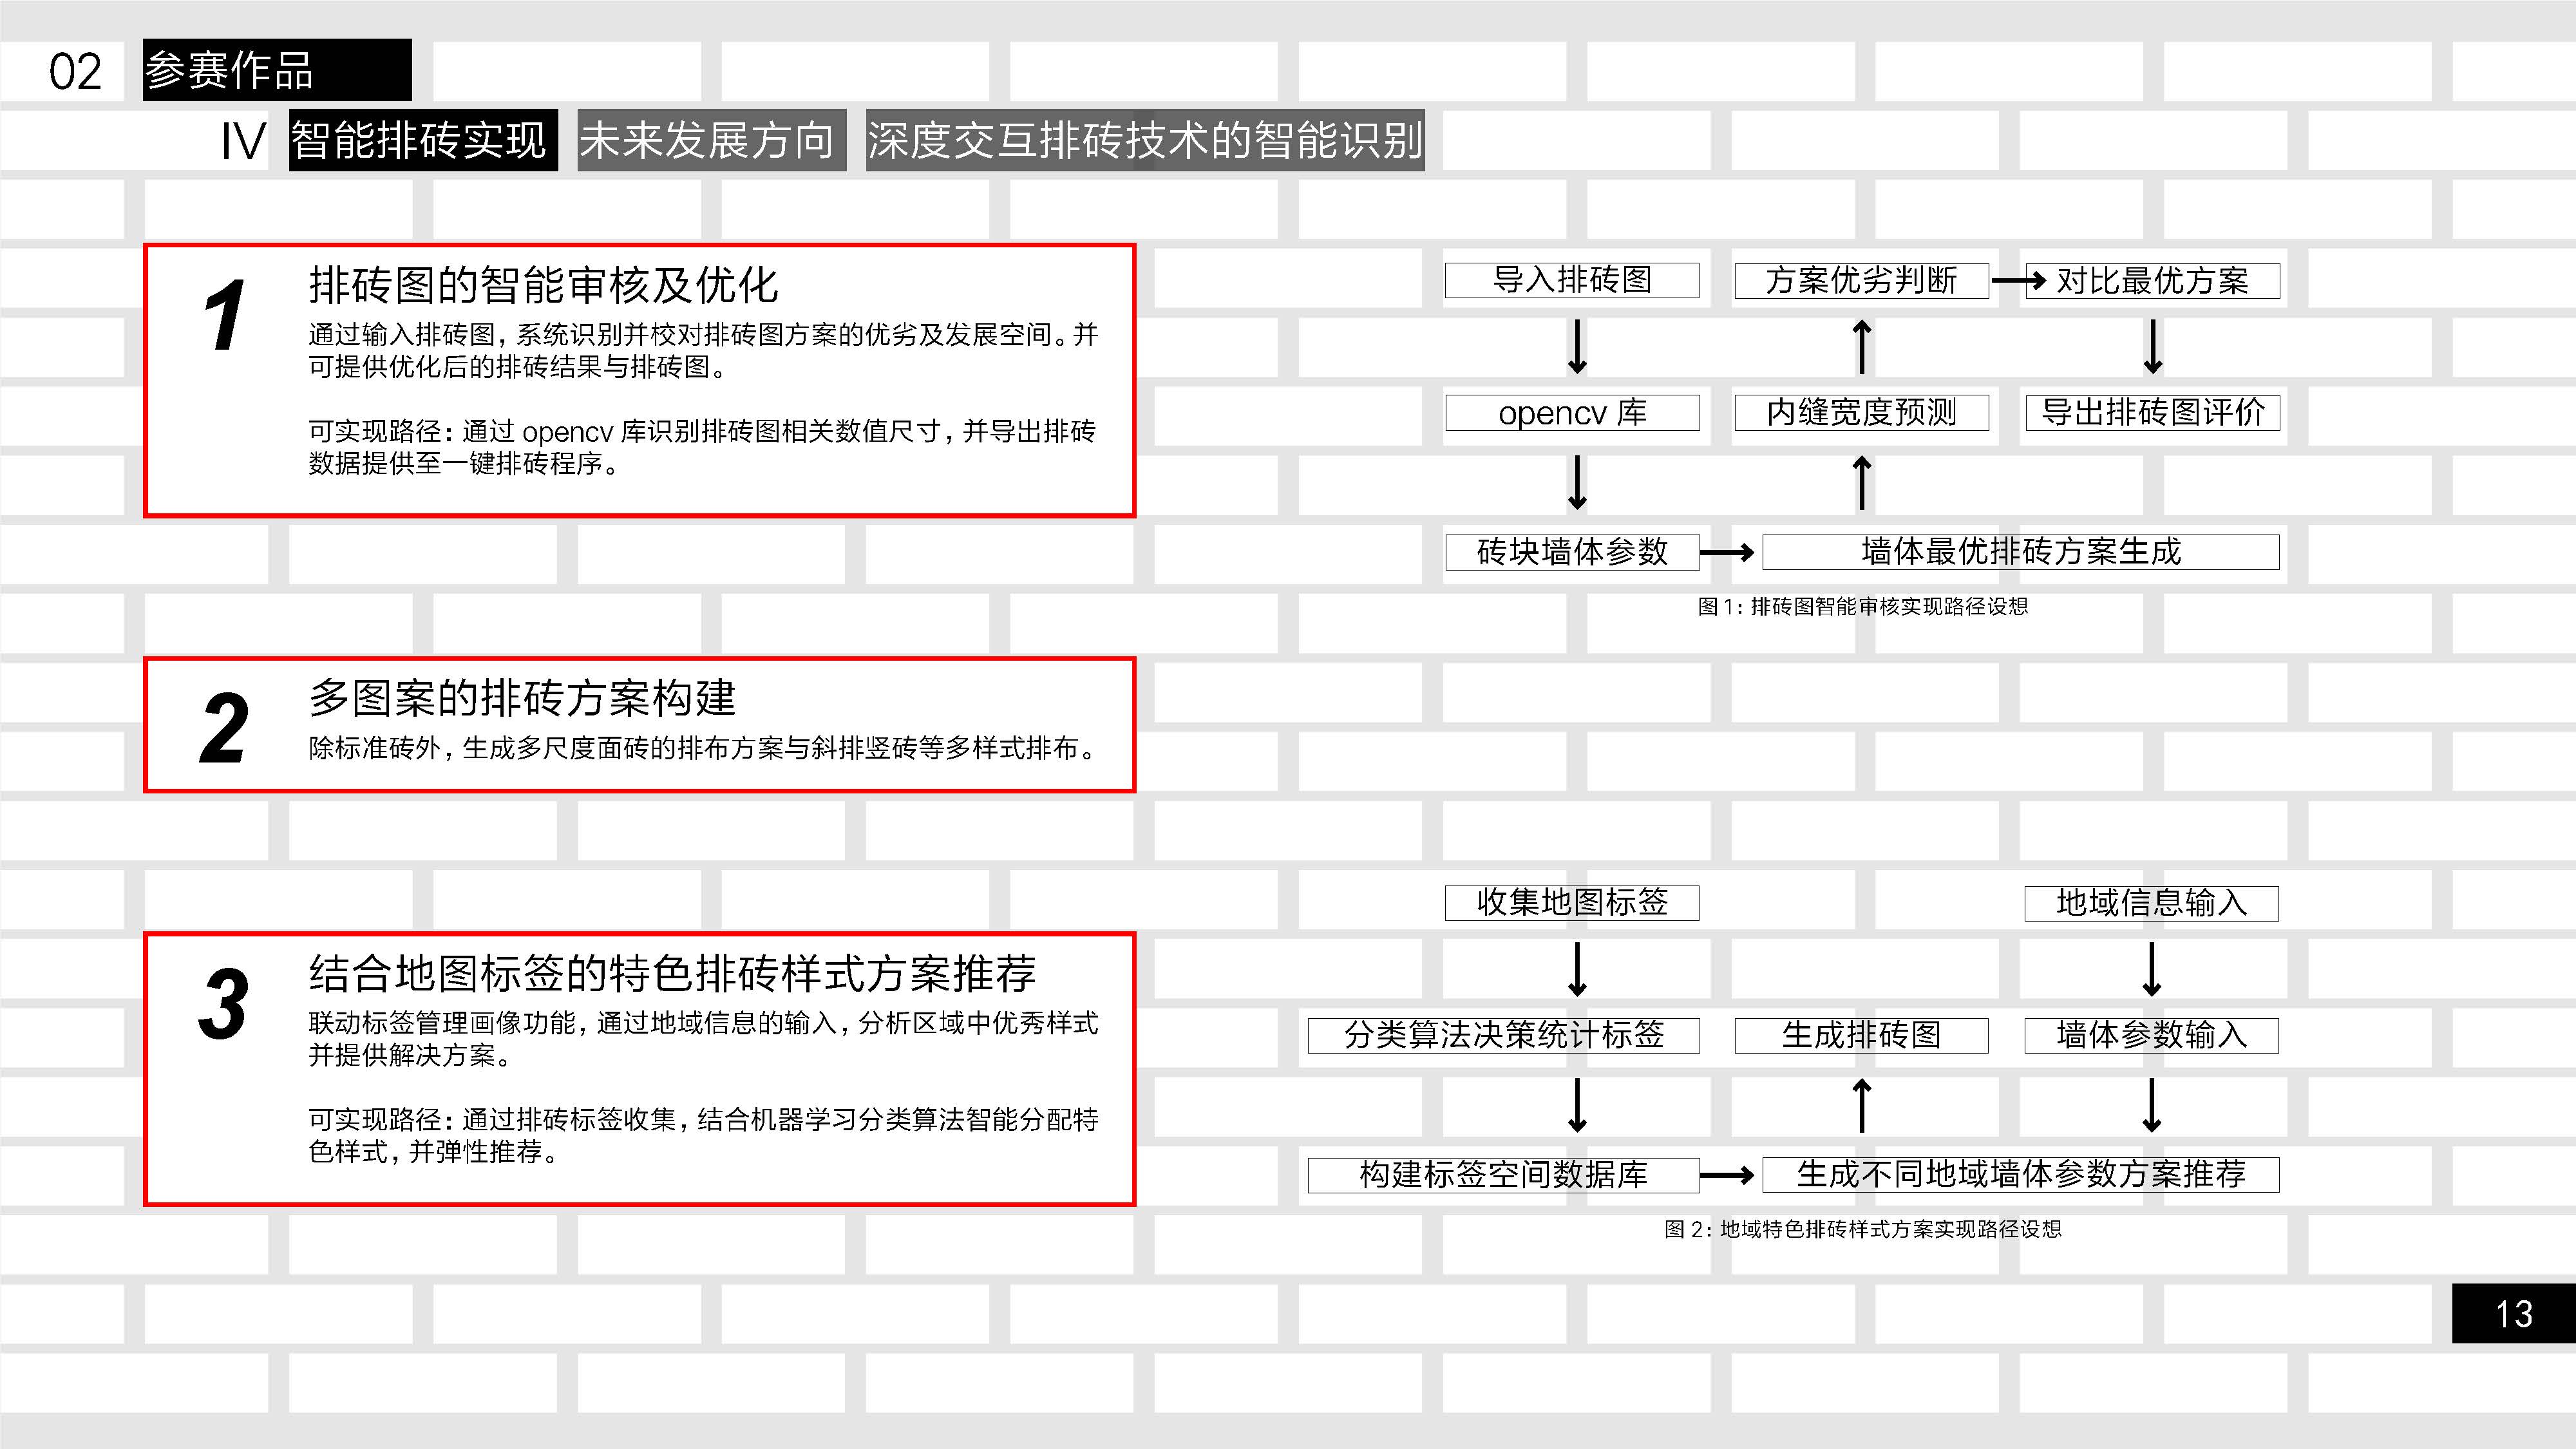 02 参赛作品
IV 智能排砖实现 未来发展方向 深度交互排砖技术的智能识别
1
排砖图的智能审核及优化
通过输入排砖图，系统识别并校对排砖图方案的优劣及发展空间。并
可提供优化后的排砖结果与排砖图。
可实现路径：通过 opencv 库识别排砖图相关数值尺寸，并导出排砖
数据提供至一键排砖程序。
导入排砖图 方案优劣判断 对比最优方案
opencv 库 内缝宽度预测 导出排砖图评价
砖块墙体参数 墙体最优排砖方案生成
图 1：排砖图智能审核实现路径设想
2
多图案的排砖方案构建
除标准砖外，生成多尺度面砖的排布方案与斜排竖砖等多样式排布。
3
结合地图标签的特色排砖样式方案推荐
联动标签管理画像功能，通过地域信息的输入，分析区域中优秀样式
并提供解决方案。
可实现路径：通过排砖标签收集，结合机器学习分类算法智能分配特
色样式，并弹性推荐。
收集地图标签 地域信息输入
分类算法决策统计标签 生成排砖图 墙体参数输入
构建标签空间数据库 生成不同地域墙体参数方案推荐
图 2：地域特色排砖样式方案实现路径设想
13